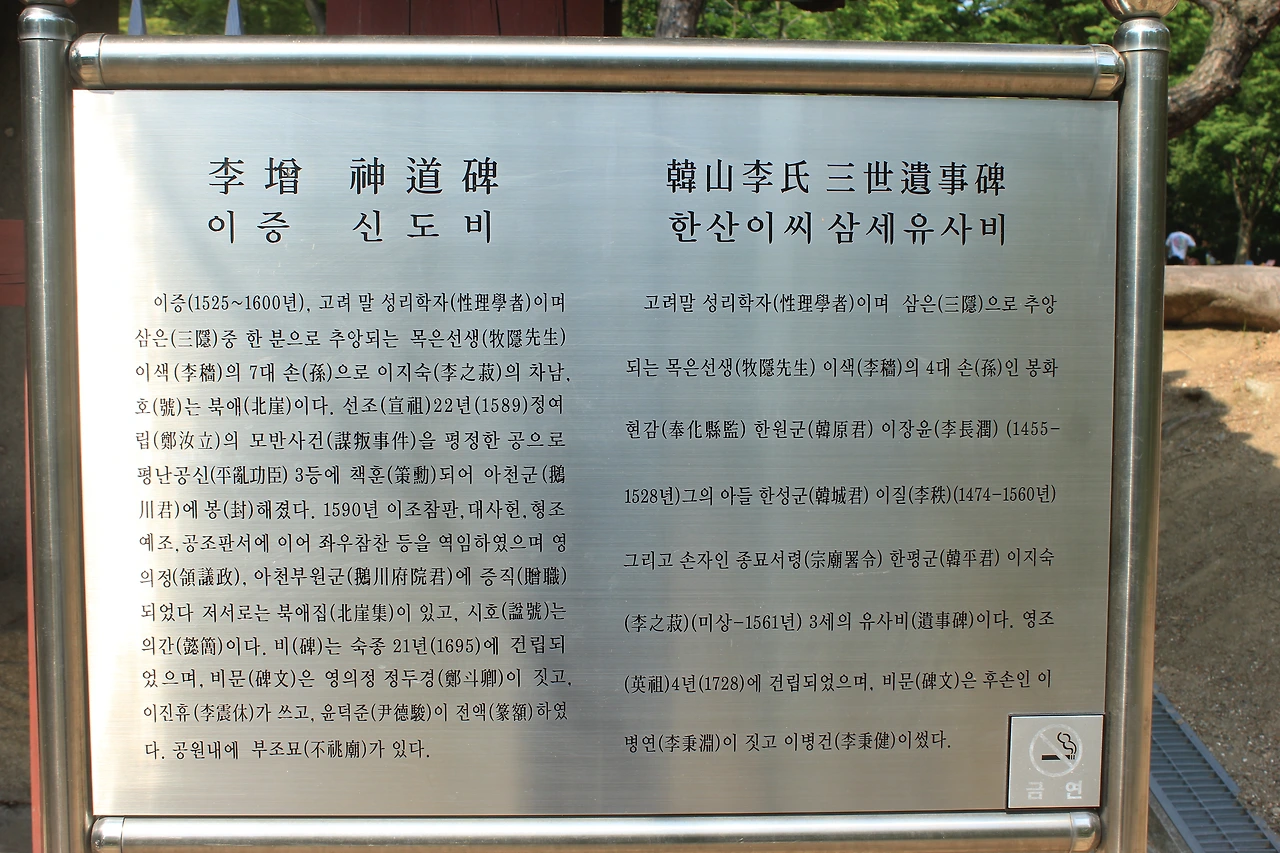 李增 神道碑
이증 신도비
이증(1525~1600년), 고려 말 성리학자(性理學者)이며
삼은(三隱)중 한 분으로 추앙되는 목은선생(牧隱先生)
이색(李穡)의 7대 손(孫)으로 이지숙(李之菽)의 차남,
호(號)는 북애(北崖)이다. 선조(宣祖)22년(1589)정여
립(鄭汝立)의 모반사건(謀叛事件)을 평정한 공으로
평난공신(平亂功臣) 3등에 책훈(策勳)되어 아천군(鵝
川君)에 봉(封)해졌다. 1590년 이조참판,대사헌,형조
예조,공조판서에 이어 좌우참찬 등을 역임하였으며 영
의정(領議政), 아천부원군(鵝川府院君)에 증직(贈職)
되었다 저서로는 북애집(北崖集)이 있고, 시호(諡號)는
의간(懿簡)이다. 비(碑)는 숙종 21년(1695)에 건립되
었으며, 비문(碑文)은 영의정 정두경(鄭斗卿)이 짓고,
이진휴(李震休)가 쓰고, 윤덕준(尹德駿)이 전액(篆額)하였
다. 공원내에 부조묘(不祧廟)가 있다.
韓山李氏 三世遺事碑
한산이씨 삼세유사비
고려말 성리학자(性理學者)이며 삼은(三隱)으로 추앙
되는 목은선생(牧隱先生) 이색(李穡)의 4대 손(孫)인 봉화
현감(奉化縣監) 한원군(韓原君) 이장윤(李長潤) (1455-
1528년)그의 아들 한성군(韓城君) 이질(李秩)(1474-1560년)
그리고 손자인 종묘서령(宗廟署令) 한평군(韓平君) 이지숙
(李之菽)(미상-1561년) 3세의 유사비(遺事碑)이다. 영조
(英祖)4년(1728)에 건립되었으며, 비문(碑文)은 후손인 이
병연(李秉淵)이 짓고 이병건(李秉健)이썼다.
금연